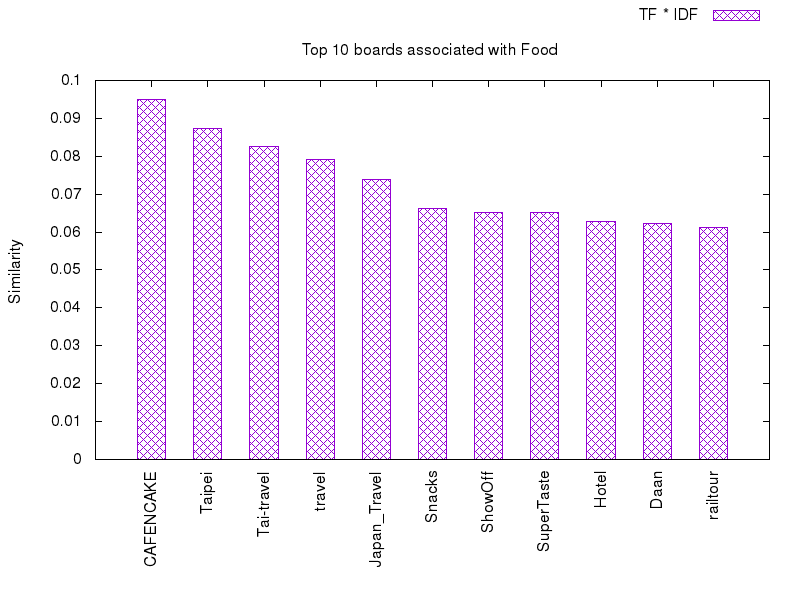 TF * IDF
Top 10 boards associated with Food
0.1
0.09
0.08
0.07
0.06
0.05
0.04
0.03
0.02
0.01
0
Similarity
CAFENCAKE
Taipei
Tai-travel
travel
Japan_Travel
Snacks
ShowOff
SuperTaste
Hotel
Daan
railtour